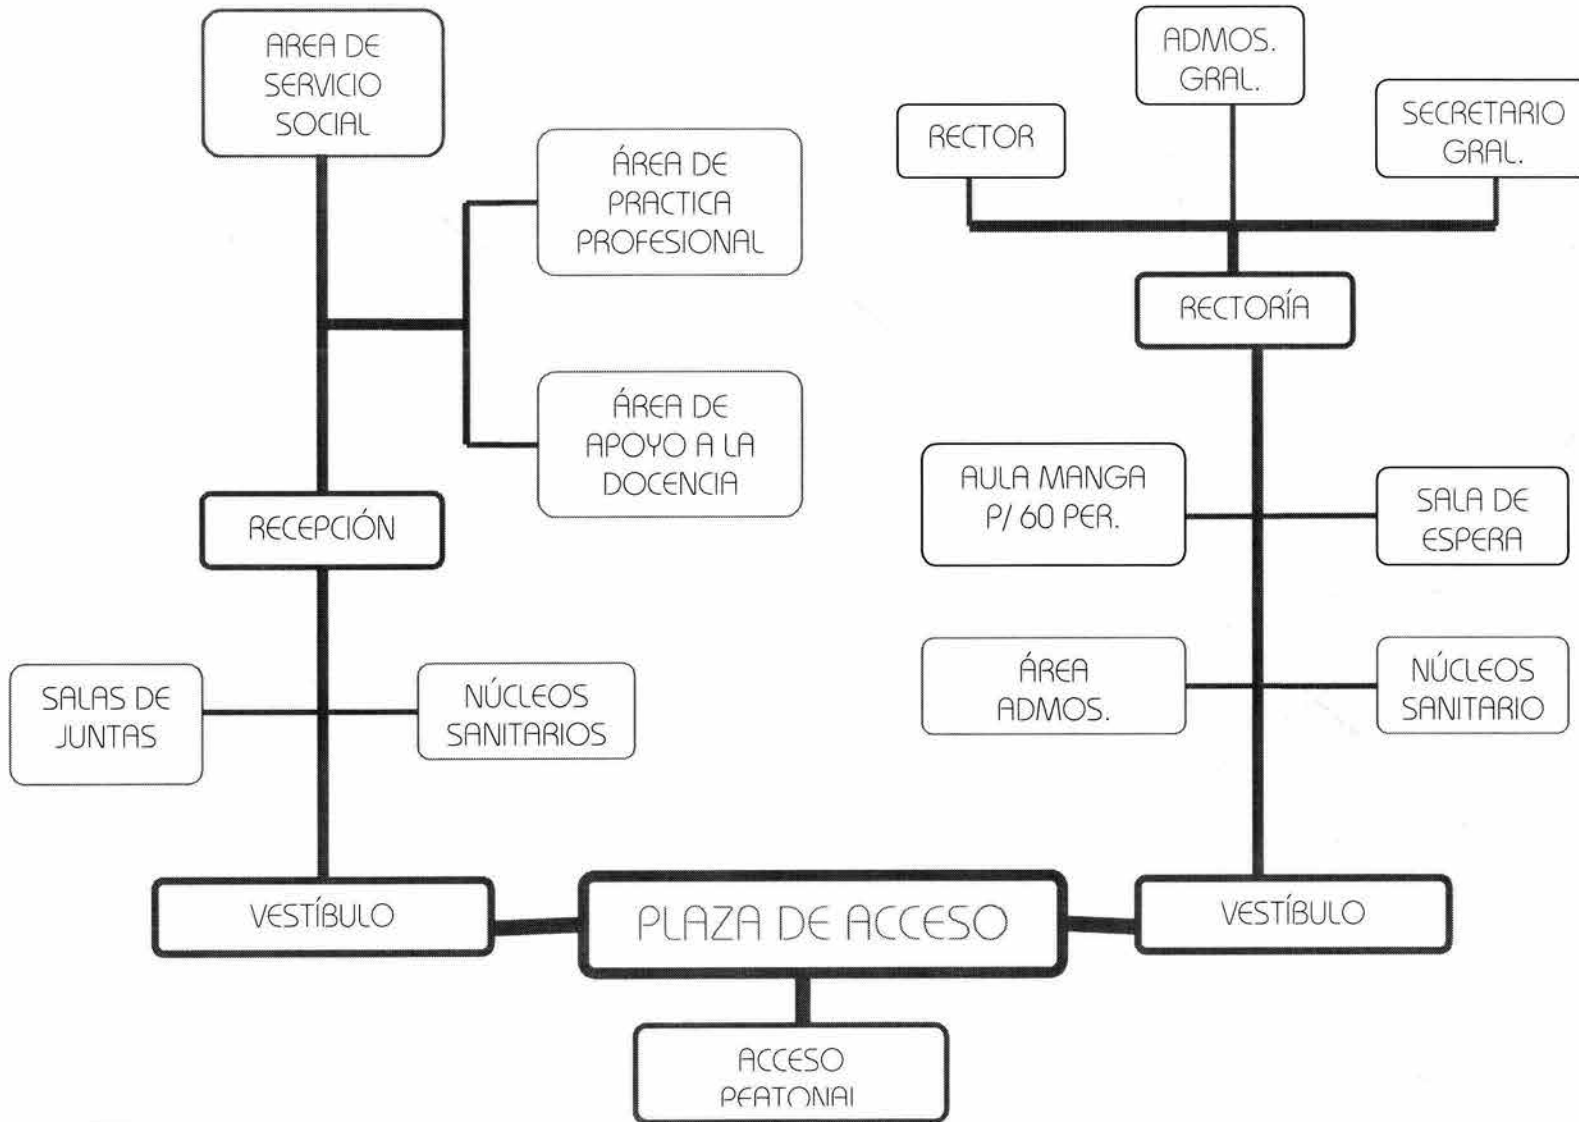 AREA DE
SERVICIO
SOCIAL
ÁREA DE
PRACTICA
PROFESIONAL
ÁREA DE
APOYO A LA
DOCENCIA
RECEPCIÓN
SALAS DE
JUNTAS
NÚCLEOS
SANITARIOS
VESTÍBULO
ADMOS.
GRAL.
RECTOR
SECRETARIO
GRAL.
RECTORÍA
AULA MANGA
P/ 60 PER.
SALA DE
ESPERA
ÁREA
ADMOS.
NÚCLEOS
SANITARIO
VESTÍBULO
PLAZA DE ACCESO
ACCESO
PEATONAL